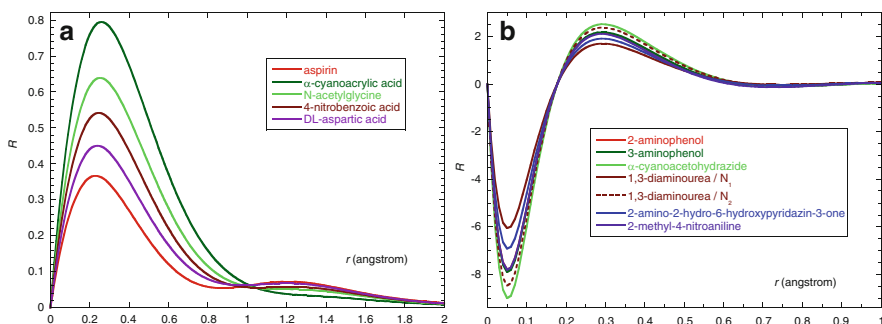 a
R
0.8
0.7
0.6
0.5
0.4
0.3
0.2
0.1
0
aspirin
α-cyanoacrylic acid
N-acetylglycine
4-nitrobenzoic acid
DL-aspartic acid
r (angstrom)
0 0.2 0.4 0.6 0.8 1 1.2 1.4 1.6 1.8 2
b
R
2
0
-2
-4
-6
-8
2-aminophenol
3-aminophenol
α-cyanoacetohydrazide
1,3-diaminourea / N1
1,3-diaminourea / N2
2-amino-2-hydro-6-hydroxypyridazin-3-one
2-methyl-4-nitroaniline
r (angstrom)
0 0.1 0.2 0.3 0.4 0.5 0.6 0.7 0.8 0.9 1